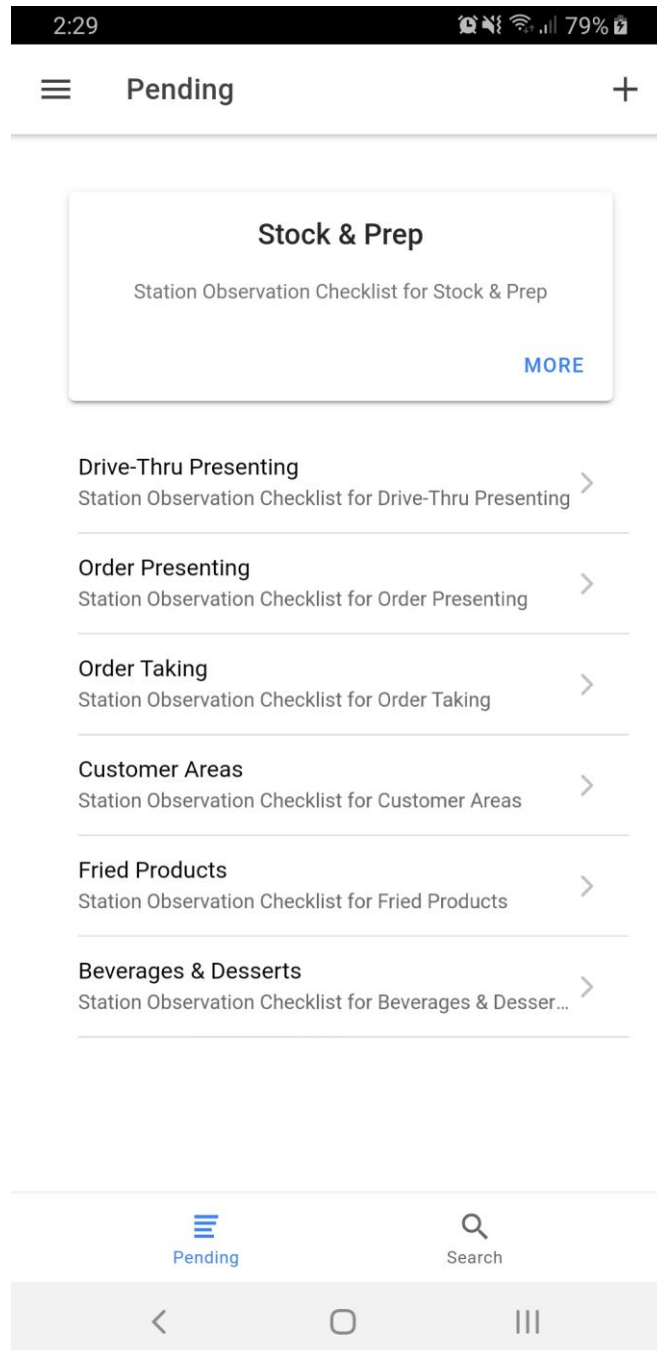 2:29
79%
Pending
Stock & Prep
Station Observation Checklist for Stock & Prep
MORE
Drive-Thru Presenting
Station Observation Checklist for Drive-Thru Presenting
Order Presenting
Station Observation Checklist for Order Presenting
Order Taking
Station Observation Checklist for Order Taking
Customer Areas
Station Observation Checklist for Customer Areas
Fried Products
Station Observation Checklist for Fried Products
Beverages & Desserts
Station Observation Checklist for Beverages & Desser...
Pending
Search